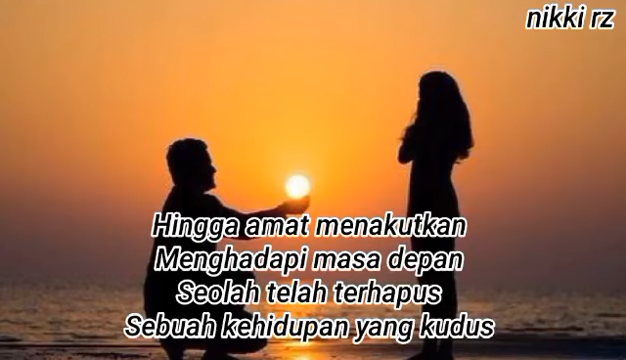 nikki rz
Hingga amat menakutkan
Menghadapi masa depan
Seolah telah terhapus
Sebuah kehidupan yang kudus